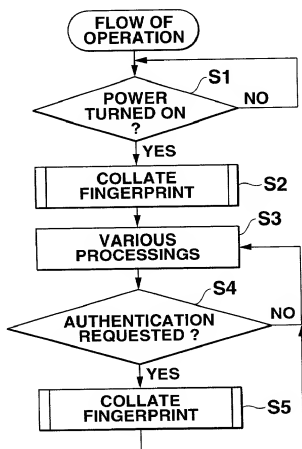 FLOW OF
OPERATION
S1
POWER
TURNED ON
?
NO
YES
COLLATE
FINGERPRINT
S2
S3
VARIOUS
PROCESSINGS
S4
AUTHENTICATION
REQUESTED ?
NO
YES
COLLATE
FINGERPRINT
S5